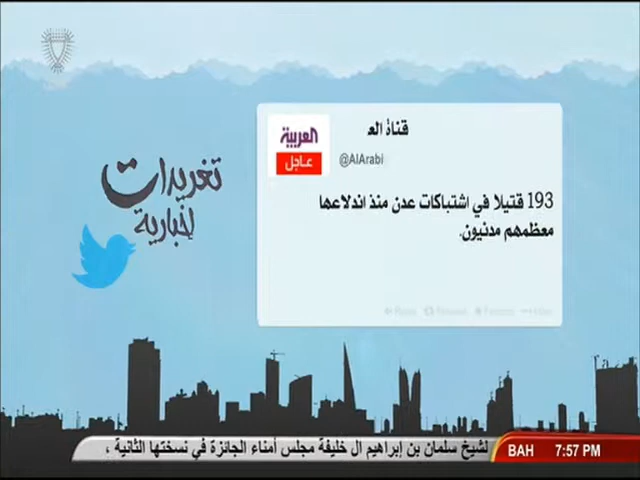 تغريدات
إخبارية
العربية
عاجل
قناة الع
@AlArabi
193 قتيلا في اشتباكات عدن منذ اندلاعها
معظمهم مدنيون.
لشيخ سلمان بن إبراهيم ال خليفة مجلس أمناء الجائزة في نسختها الثانية ،
BAH 7:57 PM